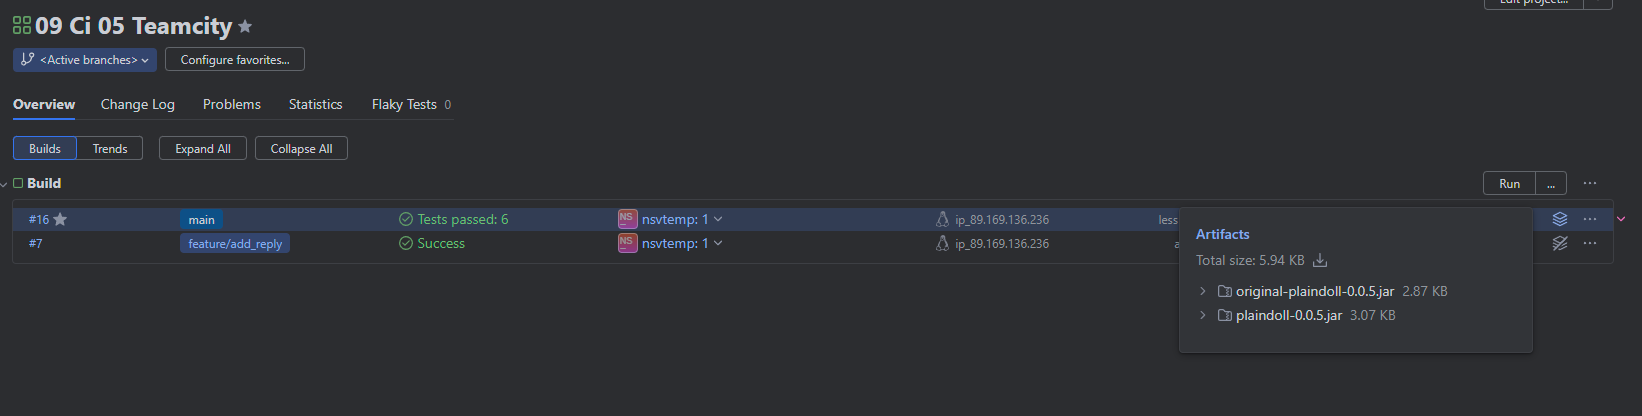 Edit project...
09 Ci 05 Teamcity
<Active branches>
Configure favorites...
Overview Change Log Problems Statistics Flaky Tests 0
Builds Trends Expand All Collapse All
Build Run ...
#16 main Tests passed: 6 NS nsvtemp: 1 ip_89.169.136.236 less
#7 feature/add_reply Success NS nsvtemp: 1 ip_89.169.136.236 a
Artifacts
Total size: 5.94 KB
original-plaindoll-0.0.5.jar 2.87 KB
plaindoll-0.0.5.jar 3.07 KB